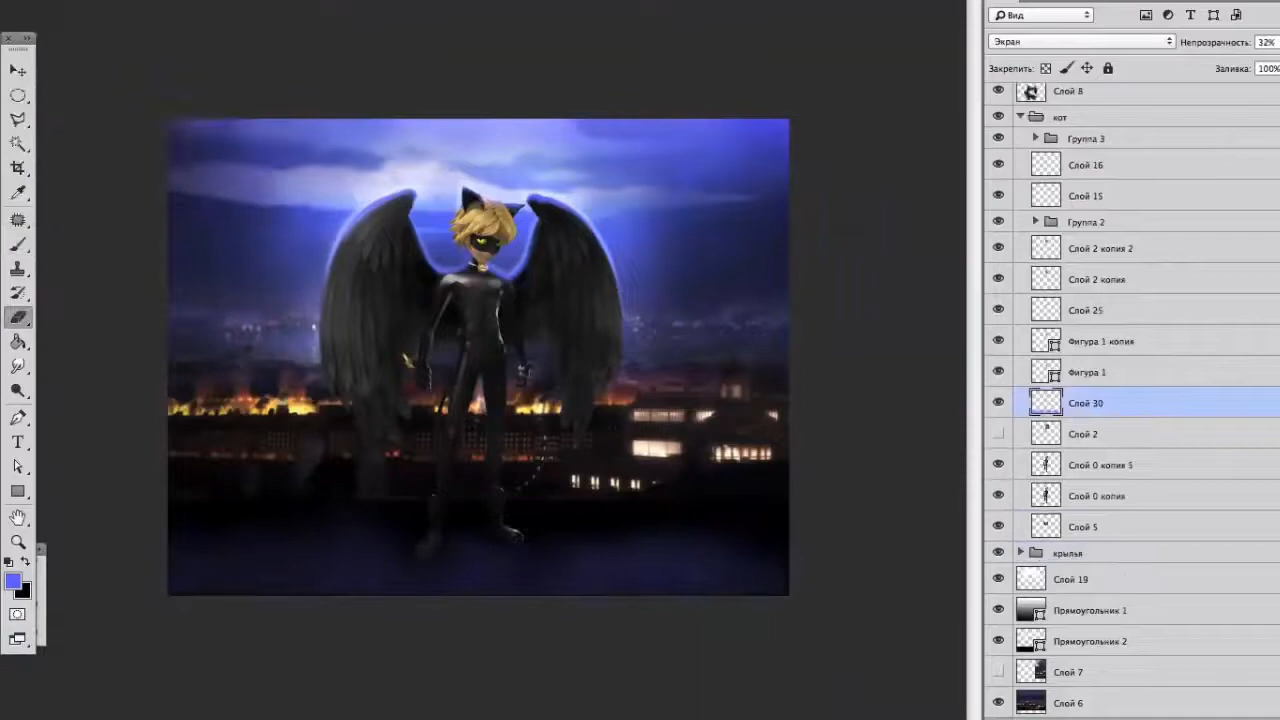 Вид
Экран
Непрозрачность: 32%
Закрепить:
Заливка: 100%
Слой 8
кот
Группа 3
Слой 16
Слой 15
Группа 2
Слой 2 копия 2
Слой 2 копия
Слой 25
Фигура 1 копия
Фигура 1
Слой 30
Слой 2
Слой 0 копия 5
Слой 0 копия
Слой 5
крылья
Слой 19
Прямоугольник 1
Прямоугольник 2
Слой 7
Слой 6